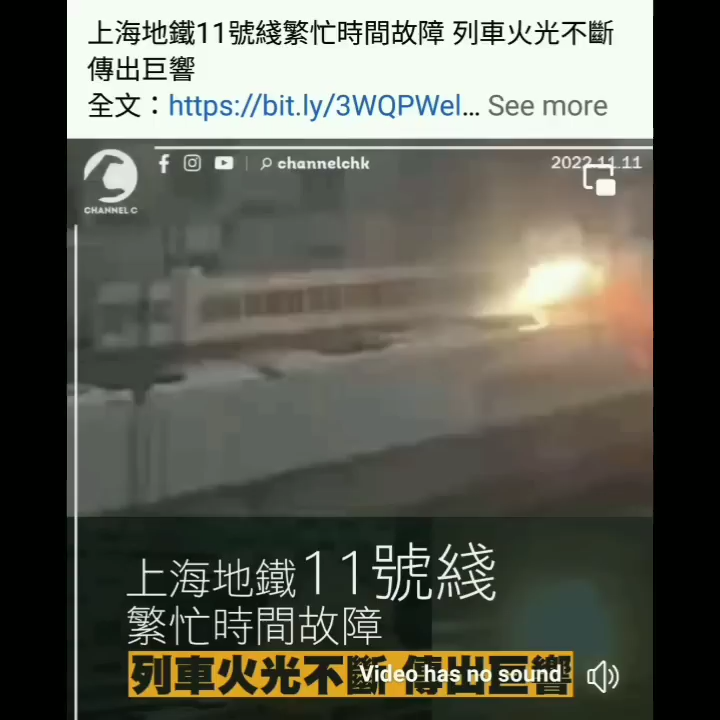 上海地鐵11號綫繁忙時間故障 列車火光不斷
傳出巨響
全文：https://bit.ly/3WQPWel... See more
channelchk
2022.11.11
CHANNEL C
上海地鐵11號綫
繁忙時間故障
列車火光不斷 傳出巨響
Video has no sound